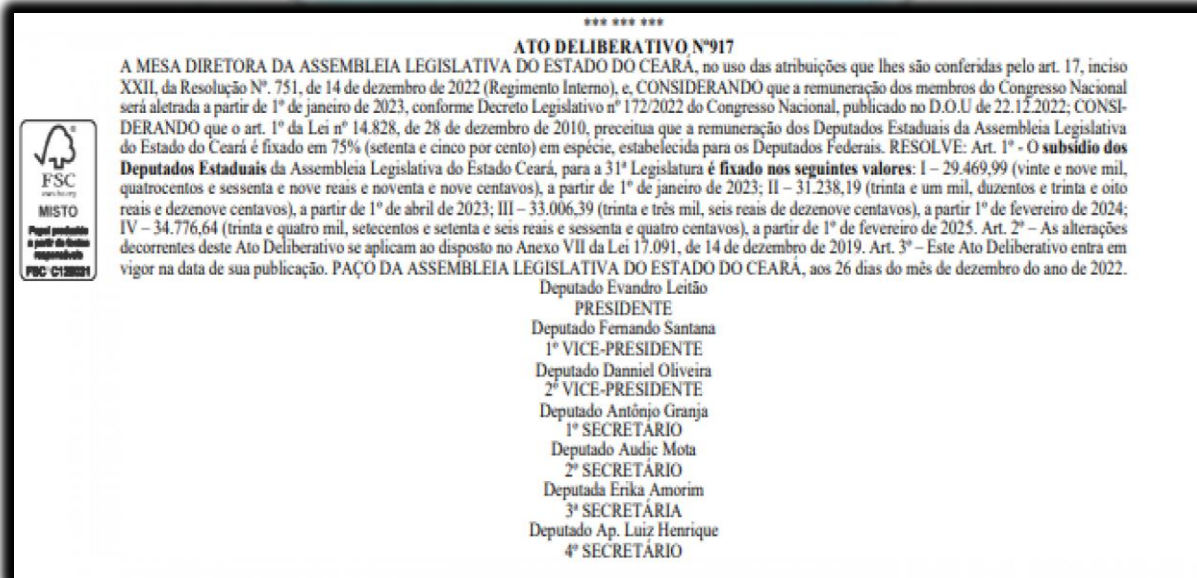 *** *** ***
ATO DELIBERATIVO Nº917
A MESA DIRETORA DA ASSEMBLEIA LEGISLATIVA DO ESTADO DO CEARÁ, no uso das atribuições que lhes são conferidas pelo art. 17, inciso
XXII, da Resolução Nº. 751, de 14 de dezembro de 2022 (Regimento Interno), e, CONSIDERANDO que a remuneração dos membros do Congresso Nacional
será aletrada a partir de 1º de janeiro de 2023, conforme Decreto Legislativo nº 172/2022 do Congresso Nacional, publicado no D.O.U de 22.12.2022; CONSI-
DERANDO que o art. 1º da Lei nº 14.828, de 28 de dezembro de 2010, preceitua que a remuneração dos Deputados Estaduais da Assembleia Legislativa
do Estado do Ceará é fixado em 75% (setenta e cinco por cento) em espécie, estabelecida para os Deputados Federais. RESOLVE: Art. 1º - O subsídio dos
Deputados Estaduais da Assembleia Legislativa do Estado Ceará, para a 31ª Legislatura é fixado nos seguintes valores: I – 29.469,99 (vinte e nove mil,
quatrocentos e sessenta e nove reais e noventa e nove centavos), a partir de 1º de janeiro de 2023; II – 31.238,19 (trinta e um mil, duzentos e trinta e oito
reais e dezenove centavos), a partir de 1º de abril de 2023; III – 33.006,39 (trinta e três mil, seis reais de dezenove centavos), a partir 1º de fevereiro de 2024;
IV – 34.776,64 (trinta e quatro mil, setecentos e setenta e seis reais e sessenta e quatro centavos), a partir de 1º de fevereiro de 2025. Art. 2º – As alterações
decorrentes deste Ato Deliberativo se aplicam ao disposto no Anexo VII da Lei 17.091, de 14 de dezembro de 2019. Art. 3º – Este Ato Deliberativo entra em
vigor na data de sua publicação. PAÇO DA ASSEMBLEIA LEGISLATIVA DO ESTADO DO CEARÁ, aos 26 dias do mês de dezembro do ano de 2022.
Deputado Evandro Leitão
PRESIDENTE
Deputado Fernando Santana
1º VICE-PRESIDENTE
Deputado Danniel Oliveira
2º VICE-PRESIDENTE
Deputado Antônio Granja
1º SECRETÁRIO
Deputado Audic Mota
2º SECRETÁRIO
Deputada Erika Amorim
3ª SECRETÁRIA
Deputado Ap. Luiz Henrique
4º SECRETÁRIO
FSC
www.fsc.org
MISTO
Papel produzido
a partir de fontes
responsáveis
FSC C126031